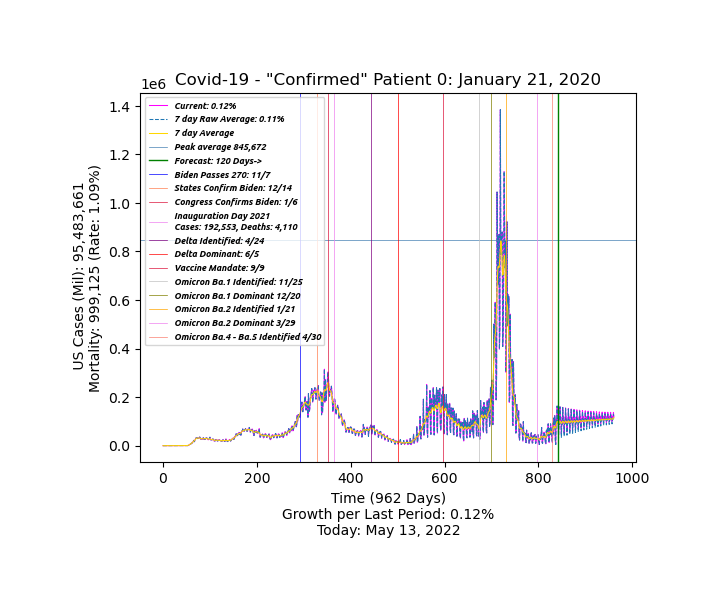 Covid-19 - "Confirmed" Patient 0: January 21, 2020
1e6
1.4
1.2
1.0
0.8
0.6
0.4
0.2
0.0
US Cases (Mil): 95,483,661
Mortality: 999,125 (Rate: 1.09%)
Current: 0.12%
7 day Raw Average: 0.11%
7 day Average
Peak average 845,672
Forecast: 120 Days->
Biden Passes 270: 11/7
States Confirm Biden: 12/14
Congress Confirms Biden: 1/6
Inauguration Day 2021
Cases: 192,553, Deaths: 4,110
Delta Identified: 4/24
Delta Dominant: 6/5
Vaccine Mandate: 9/9
Omicron Ba.1 Identified: 11/25
Omicron Ba.1 Dominant 12/20
Omicron Ba.2 Identified 1/21
Omicron Ba.2 Dominant 3/29
Omicron Ba.4 - Ba.5 Identified 4/30
0 200 400 600 800 1000
Time (962 Days)
Growth per Last Period: 0.12%
Today: May 13, 2022